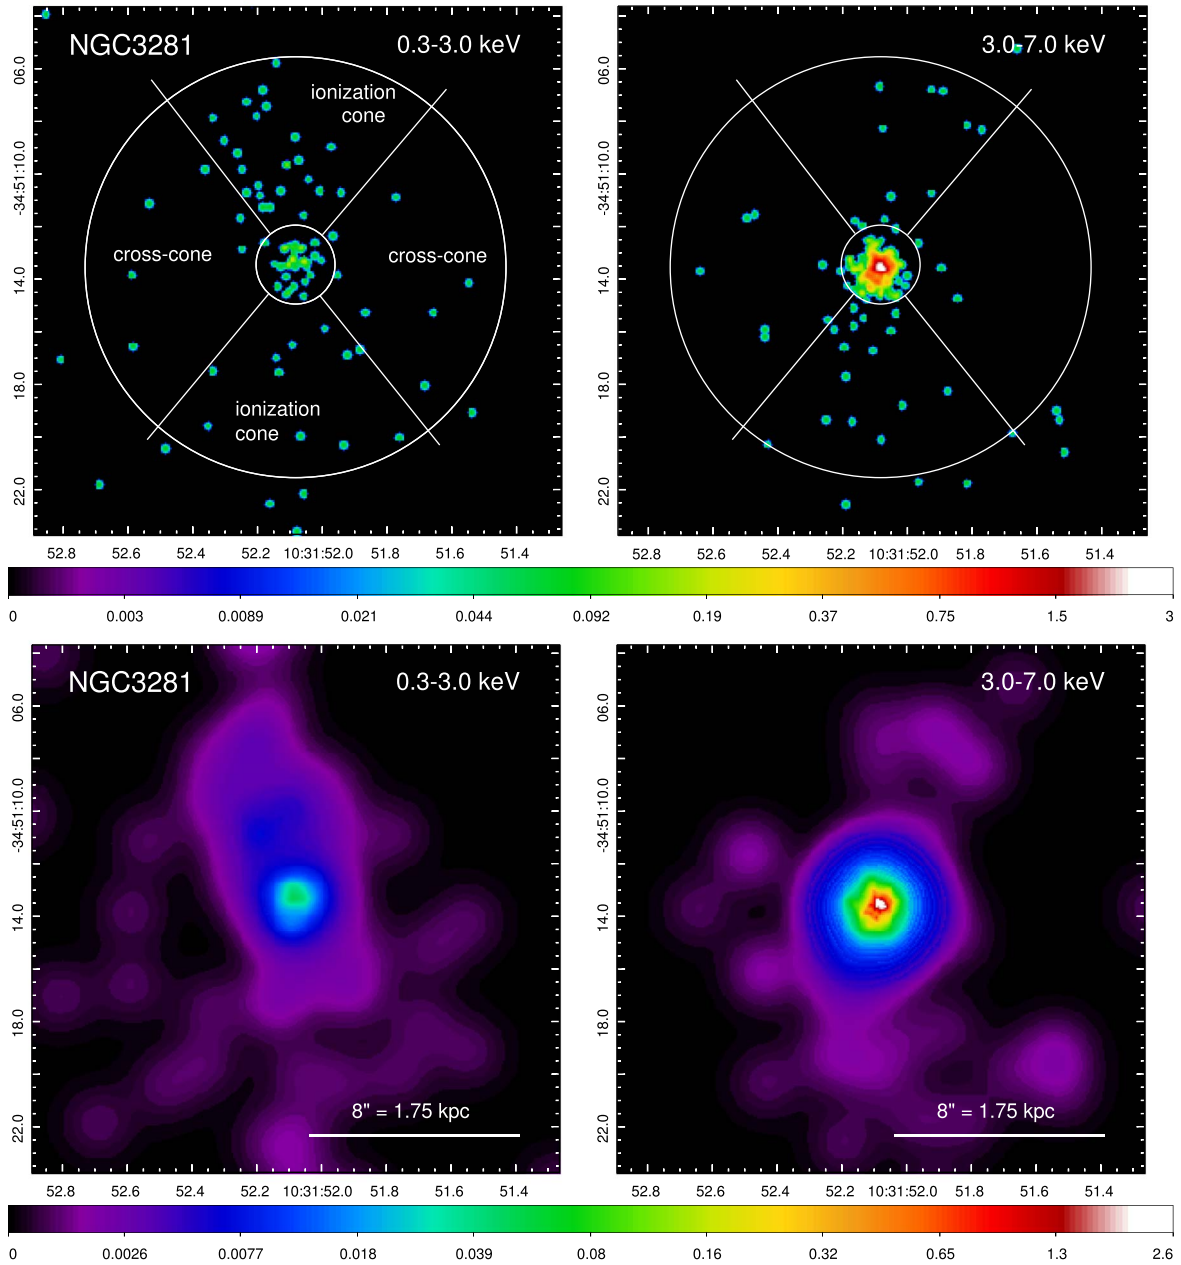 NGC3281
0.3-3.0 keV
ionization
cone
cross-cone
cross-cone
ionization
cone
06.0
-34:51:10.0
14.0
18.0
22.0
52.8 52.6 52.4 52.2 10:31:52.0 51.8 51.6 51.4
3.0-7.0 keV
06.0
-34:51:10.0
14.0
18.0
22.0
52.8 52.6 52.4 52.2 10:31:52.0 51.8 51.6 51.4
0 0.003 0.0089 0.021 0.044 0.092 0.19 0.37 0.75 1.5 3
NGC3281
0.3-3.0 keV
06.0
-34:51:10.0
14.0
18.0
22.0
8" = 1.75 kpc
52.8 52.6 52.4 52.2 10:31:52.0 51.8 51.6 51.4
3.0-7.0 keV
06.0
-34:51:10.0
14.0
18.0
22.0
8" = 1.75 kpc
52.8 52.6 52.4 52.2 10:31:52.0 51.8 51.6 51.4
0 0.0026 0.0077 0.018 0.039 0.08 0.16 0.32 0.65 1.3 2.6